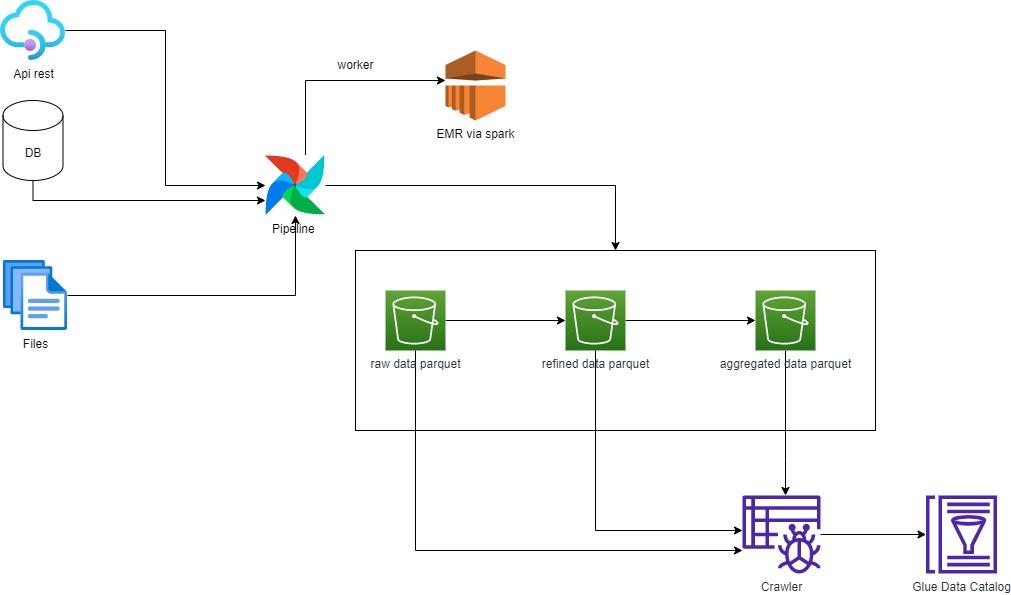 Api rest
worker
EMR via spark
DB
Pipeline
Files
raw data parquet
refined data parquet
aggregated data parquet
Crawler
Glue Data Catalog